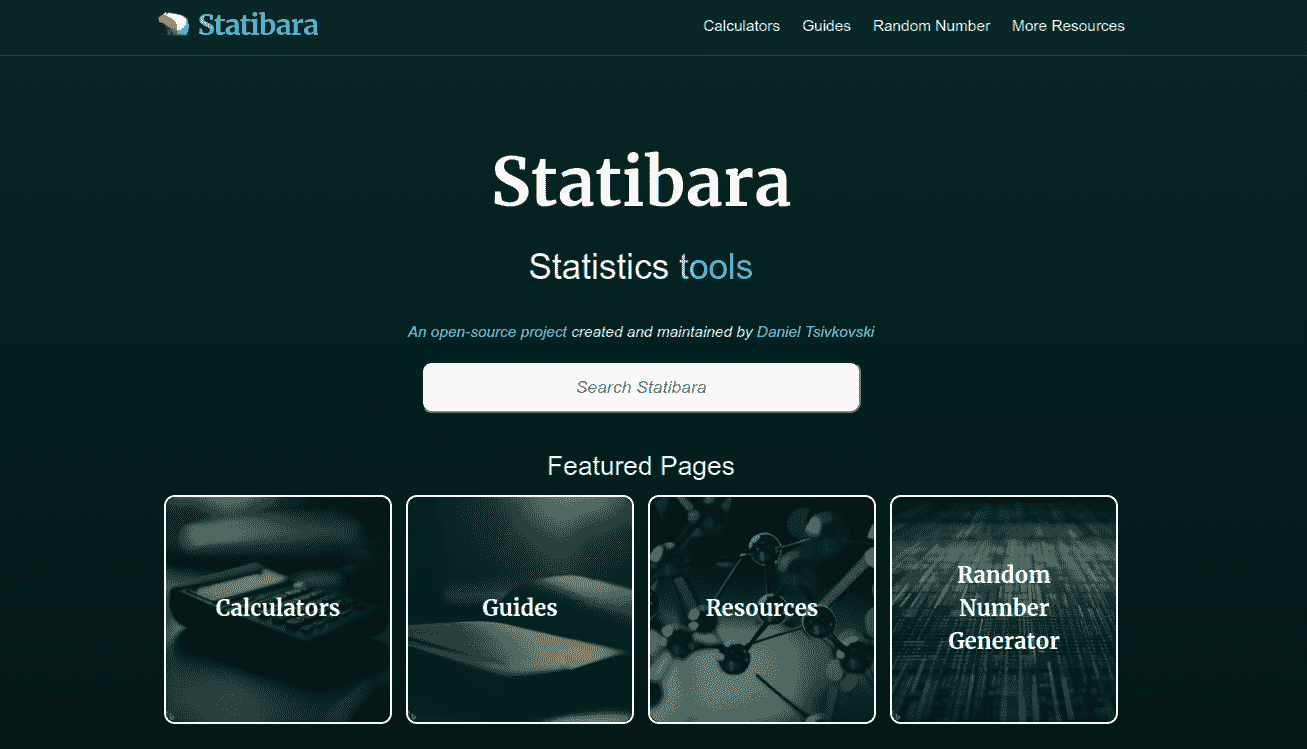 Statibara
Calculators Guides Random Number More Resources
Statibara
Statistics tools
An open-source project created and maintained by Daniel Tsivkovski
Search Statibara
Featured Pages
Calculators
Guides
Resources
Random
Number
Generator